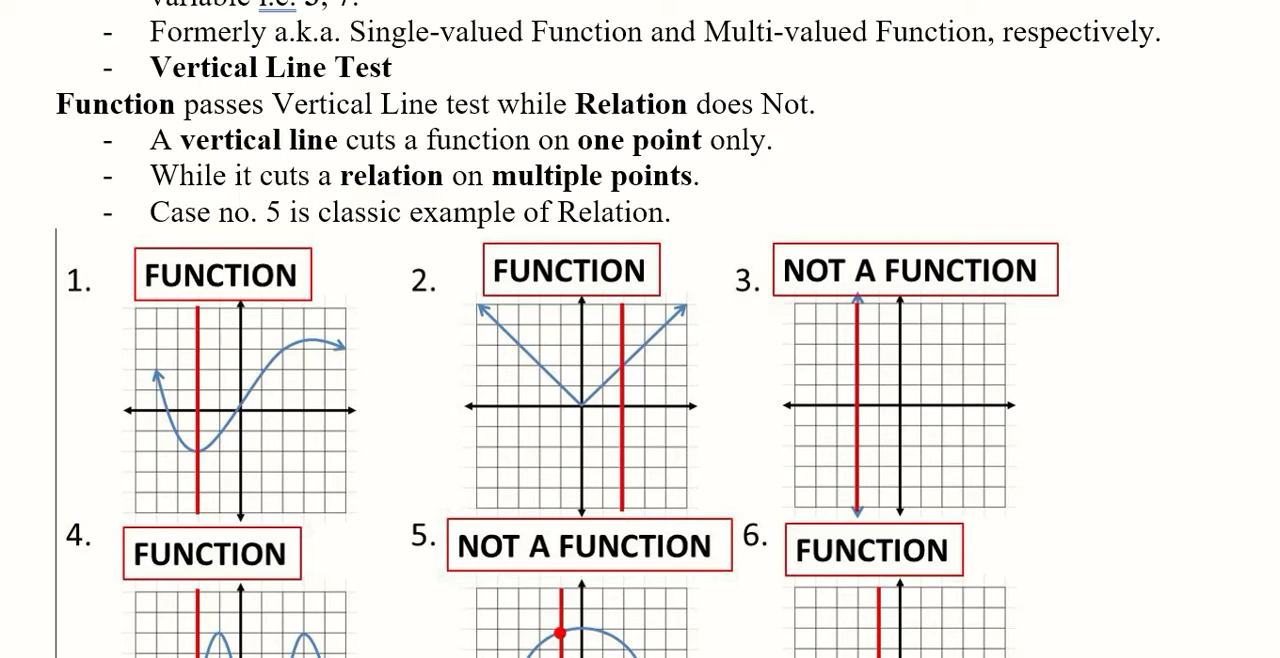 - Formerly a.k.a. Single-valued Function and Multi-valued Function, respectively.
- Vertical Line Test
Function passes Vertical Line test while Relation does Not.
- A vertical line cuts a function on one point only.
- While it cuts a relation on multiple points.
- Case no. 5 is classic example of Relation.
1. FUNCTION
2. FUNCTION
3. NOT A FUNCTION
4. FUNCTION
5. NOT A FUNCTION
6. FUNCTION